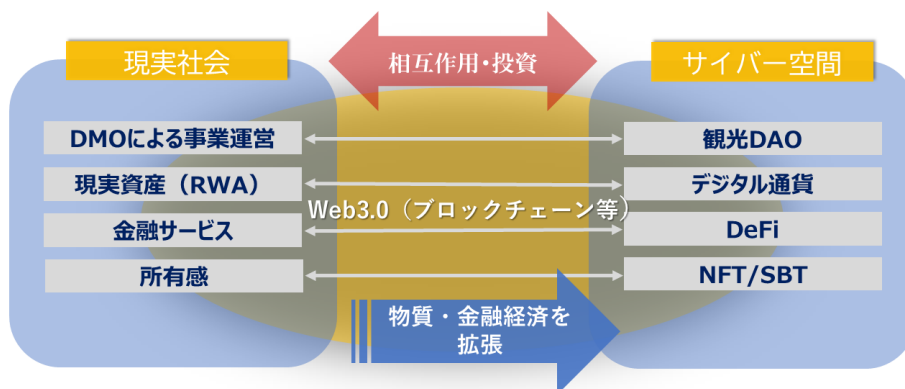 現実社会
相互作用・投資
サイバー空間
DMOによる事業運営
観光DAO
現実資産（RWA）
デジタル通貨
Web3.0（ブロックチェーン等）
金融サービス
DeFi
所有感
NFT/SBT
物質・金融経済を
拡張